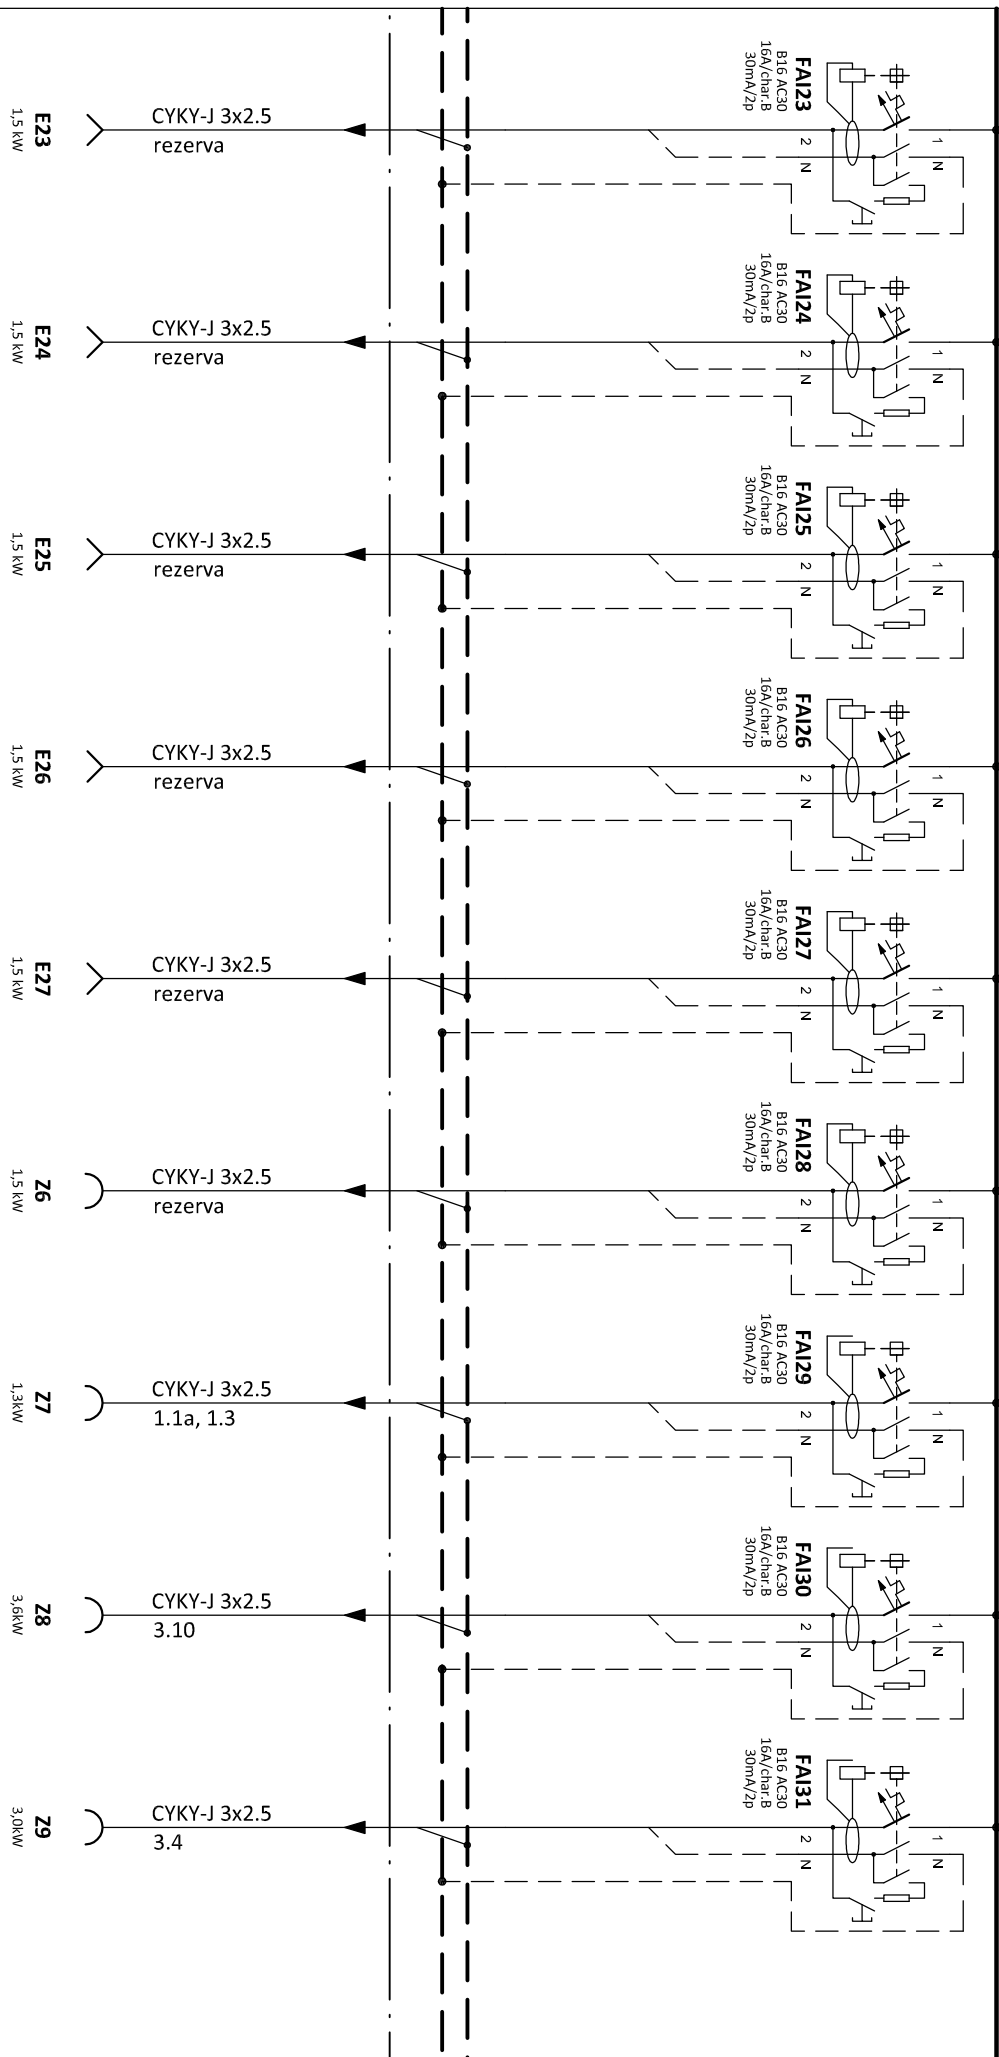 FAI23
B16 AC30
16A/char.B
30mA/2p
1 N
2 N
CYKY-J 3x2.5
rezerva
E23
1,5 kW
FAI24
B16 AC30
16A/char.B
30mA/2p
1 N
2 N
CYKY-J 3x2.5
rezerva
E24
1,5 kW
FAI25
B16 AC30
16A/char.B
30mA/2p
1 N
2 N
CYKY-J 3x2.5
rezerva
E25
1,5 kW
FAI26
B16 AC30
16A/char.B
30mA/2p
1 N
2 N
CYKY-J 3x2.5
rezerva
E26
1,5 kW
FAI27
B16 AC30
16A/char.B
30mA/2p
1 N
2 N
CYKY-J 3x2.5
rezerva
E27
1,5 kW
FAI28
B16 AC30
16A/char.B
30mA/2p
1 N
2 N
CYKY-J 3x2.5
rezerva
Z6
1,5 kW
FAI29
B16 AC30
16A/char.B
30mA/2p
1 N
2 N
CYKY-J 3x2.5
1.1a, 1.3
Z7
1,3kW
FAI30
B16 AC30
16A/char.B
30mA/2p
1 N
2 N
CYKY-J 3x2.5
3.10
Z8
3,6kW
FAI31
B16 AC30
16A/char.B
30mA/2p
1 N
2 N
CYKY-J 3x2.5
3.4
Z9
3,0kW